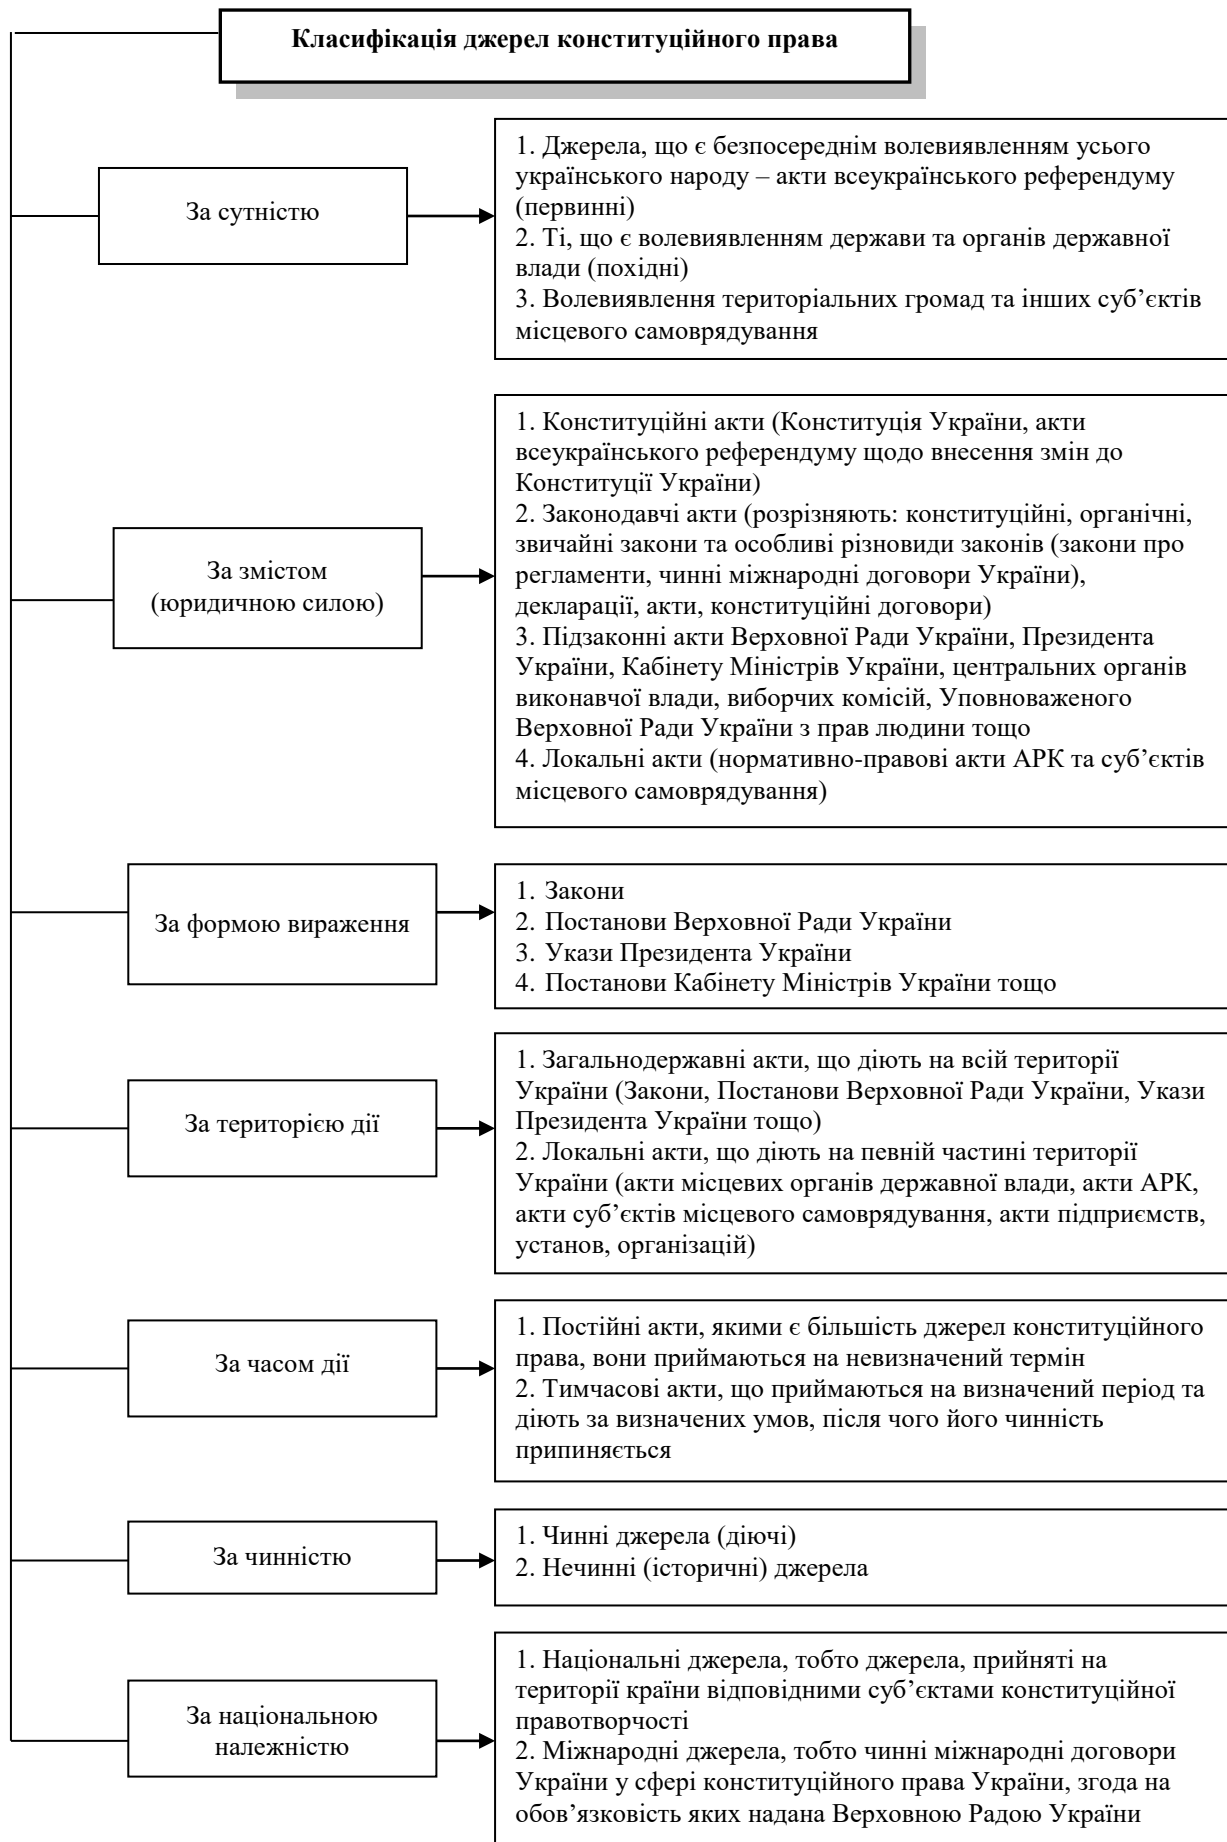 Класифікація джерел конституційного права
За сутністю
1. Джерела, що є безпосереднім волевиявленням усього
українського народу – акти всеукраїнського референдуму
(первинні)
2. Ті, що є волевиявленням держави та органів державної
влади (похідні)
3. Волевиявлення територіальних громад та інших суб’єктів
місцевого самоврядування
За змістом
(юридичною силою)
1. Конституційні акти (Конституція України, акти
всеукраїнського референдуму щодо внесення змін до
Конституції України)
2. Законодавчі акти (розрізняють: конституційні, органічні,
звичайні закони та особливі різновиди законів (закони про
регламенти, чинні міжнародні договори України),
декларації, акти, конституційні договори)
3. Підзаконні акти Верховної Ради України, Президента
України, Кабінету Міністрів України, центральних органів
виконавчої влади, виборчих комісій, Уповноваженого
Верховної Ради України з прав людини тощо
4. Локальні акти (нормативно-правові акти АРК та суб’єктів
місцевого самоврядування)
За формою вираження
1. Закони
2. Постанови Верховної Ради України
3. Укази Президента України
4. Постанови Кабінету Міністрів України тощо
За територією дії
1. Загальнодержавні акти, що діють на всій території
України (Закони, Постанови Верховної Ради України, Укази
Президента України тощо)
2. Локальні акти, що діють на певній частині території
України (акти місцевих органів державної влади, акти АРК,
акти суб’єктів місцевого самоврядування, акти підприємств,
установ, організацій)
За часом дії
1. Постійні акти, якими є більшість джерел конституційного
права, вони приймаються на невизначений термін
2. Тимчасові акти, що приймаються на визначений період та
діють за визначених умов, після чого його чинність
припиняється
За чинністю
1. Чинні джерела (діючі)
2. Нечинні (історичні) джерела
За національною
належністю
1. Національні джерела, тобто джерела, прийняті на
території країни відповідними суб’єктами конституційної
правотворчості
2. Міжнародні джерела, тобто чинні міжнародні договори
України у сфері конституційного права України, згода на
обов’язковість яких надана Верховною Радою України